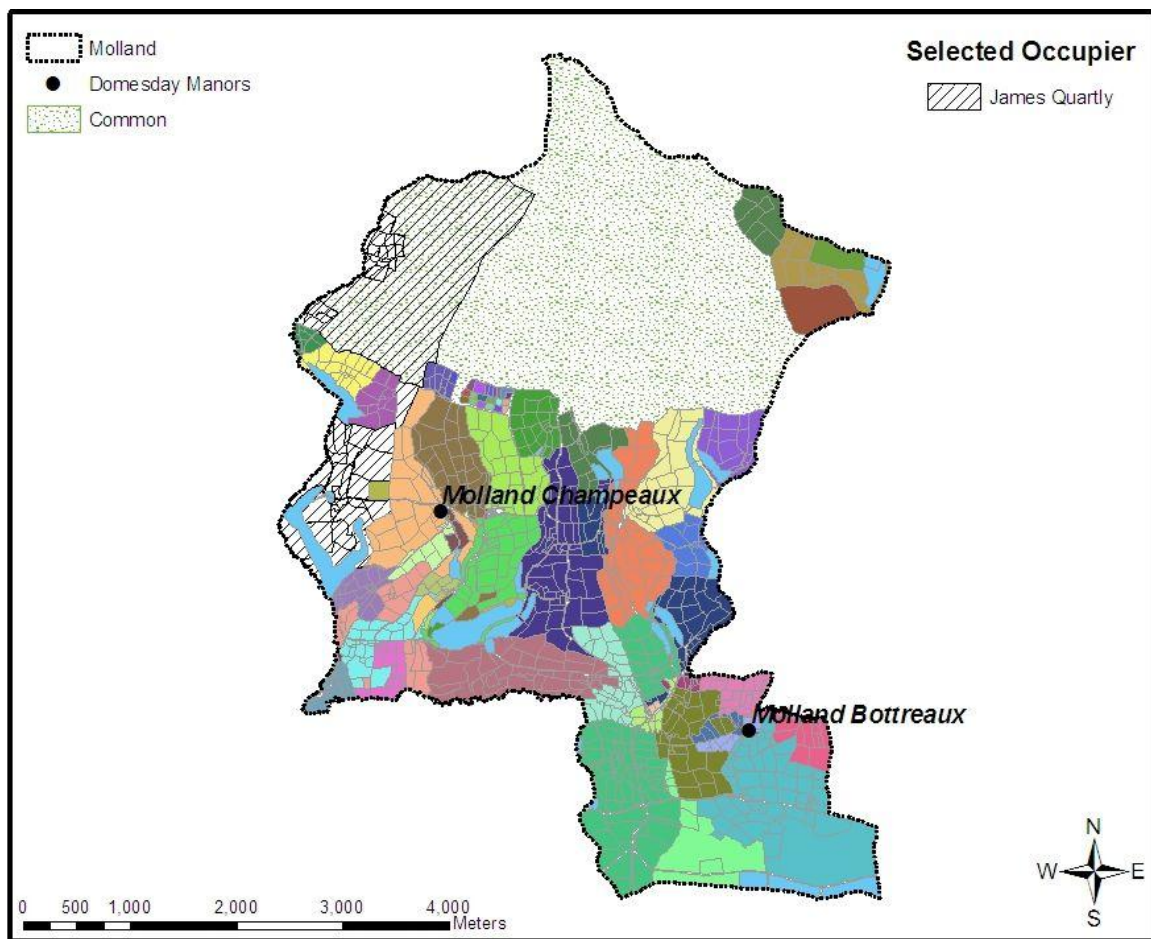 Molland
Domesday Manors
Common
Selected Occupier
James Quartly
Molland Champeaux
Molland Bottreaux
N
W E
S
0 500 1,000 2,000 3,000 4,000
Meters